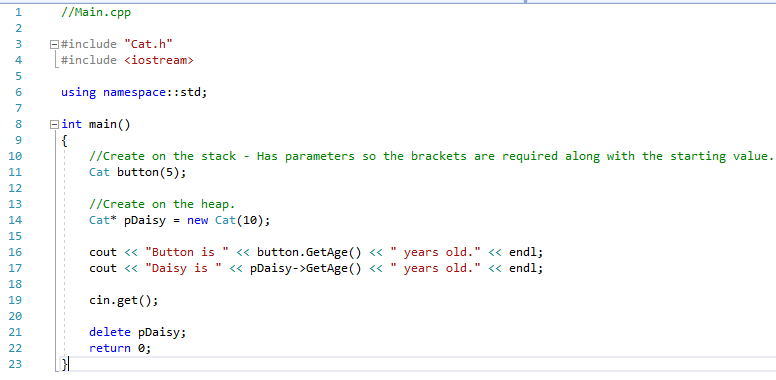 1 //Main.cpp
2
3 #include "Cat.h"
4 #include <iostream>
5
6 using namespace::std;
7
8 int main()
9 {
10 //Create on the stack - Has parameters so the brackets are required along with the starting value.
11 Cat button(5);
12
13 //Create on the heap.
14 Cat* pDaisy = new Cat(10);
15
16 cout << "Button is " << button.GetAge() << " years old." << endl;
17 cout << "Daisy is " << pDaisy->GetAge() << " years old." << endl;
18
19 cin.get();
20
21 delete pDaisy;
22 return 0;
23 }